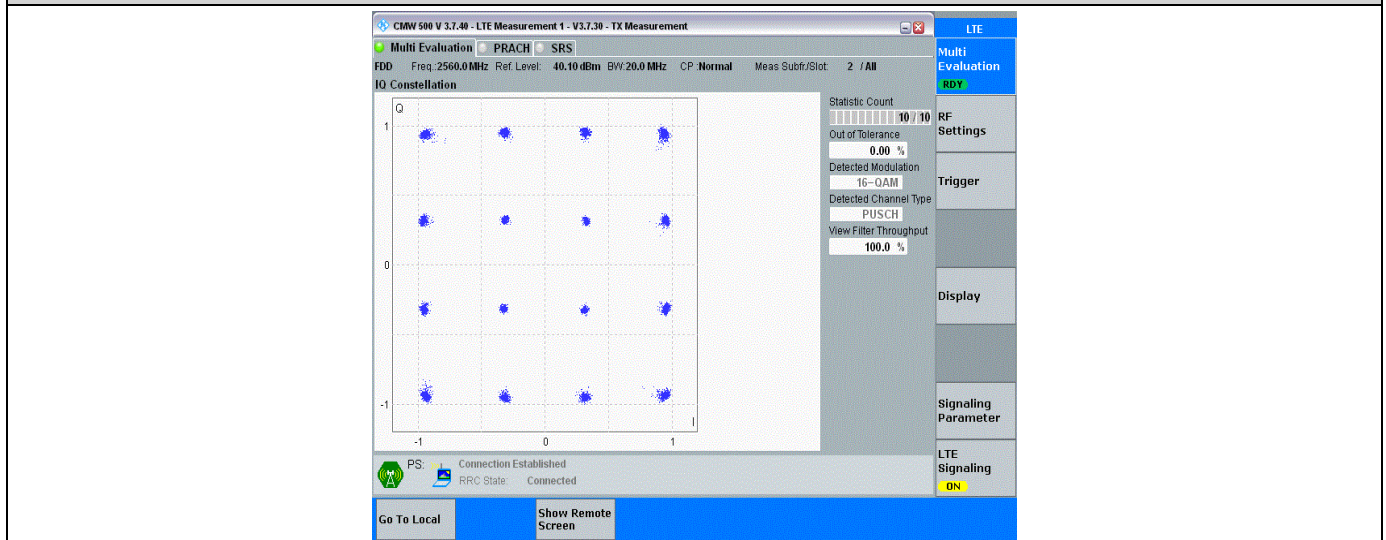 CMW 500 V 3.7.40 - LTE Measurement 1 - V3.7.30 - TX Measurement
LTE
Multi Evaluation PRACH SRS
FDD Freq.:2560.0 MHz Ref. Level: 40.10 dBm BW:20.0 MHz CP :Normal Meas Subfr./Slot: 2 / All
IQ Constellation
Q
1
0
-1
-1 0 1
I
Statistic Count
10 / 10
Out of Tolerance
0.00 %
Detected Modulation
16-QAM
Detected Channel Type
PUSCH
View Filter Throughput
100.0 %
Multi
Evaluation
RDY
RF
Settings
Trigger
Display
Signaling
Parameter
LTE
Signaling
ON
PS: Connection Established
RRC State: Connected
Go To Local
Show Remote
Screen